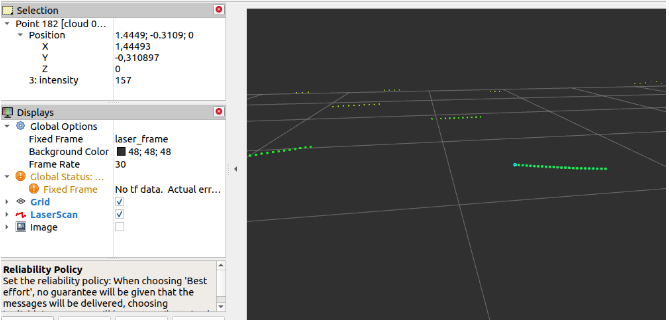 Selection
Point 182 [cloud 0...
Position 1.4449; -0.3109; 0
X 1,44493
Y -0,310897
Z 0
3: intensity 157
Displays
Global Options
Fixed Frame laser_frame
Background Color 48; 48; 48
Frame Rate 30
Global Status: ...
Fixed Frame No tf data. Actual err...
Grid
LaserScan
Image
Reliability Policy
Set the reliability policy: When choosing 'Best
effort', no guarantee will be given that the
messages will be delivered, choosing